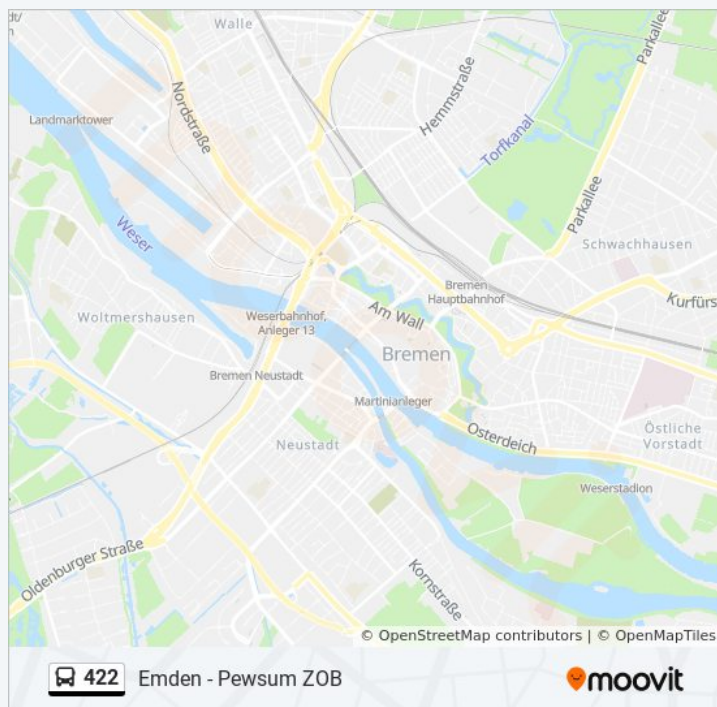 dt/
Walle
Parkallee
Hemmstraße
Nordstraße
Landmarktower
Torfkanal
Parkallee
Weser
Schwachhausen
Bremen
Hauptbahnhof
Kurfürs
Am Wall
Weserbahnhof,
Anleger 13
Woltmershausen
Bremen
Bremen Neustadt
Martinianleger
Östliche
Vorstadt
Osterdeich
Neustadt
Weserstadion
Oldenburger Straße
Kornstraße
© OpenStreetMap contributors | © OpenMapTiles
422 Emden - Pewsum ZOB
moovit